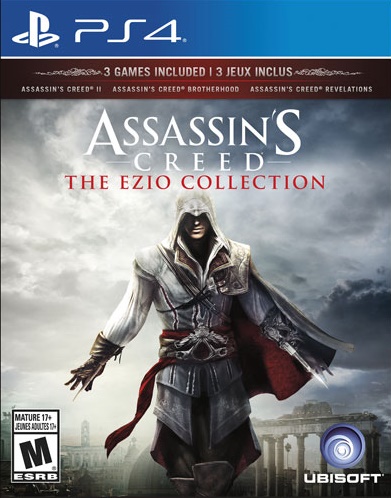 PS4
3 GAMES INCLUDED | 3 JEUX INCLUS
ASSASSIN'S CREED® II ASSASSIN'S CREED® BROTHERHOOD ASSASSIN'S CREED® REVELATIONS
ASSASSIN'S
CREED
THE EZIO COLLECTION
MATURE 17+
JEUNES ADULTES 17+
M
ESRB
UBISOFT